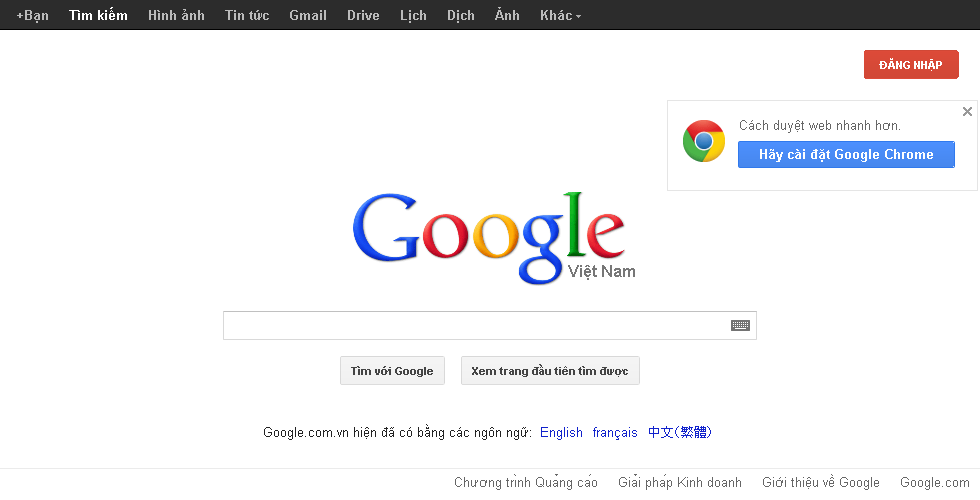 +Bạn Tìm kiếm Hình ảnh Tin tức Gmail Drive Lịch Dịch Ảnh Khác
ĐĂNG NHẬP
Cách duyệt web nhanh hơn.
Hãy cài đặt Google Chrome
Google
Việt Nam
Tìm với Google Xem trang đầu tiên tìm được
Google.com.vn hiện đã có bằng các ngôn ngữ: English français 中文(繁體)
Chương trình Quảng cáo Giải pháp Kinh doanh Giới thiệu về Google Google.com